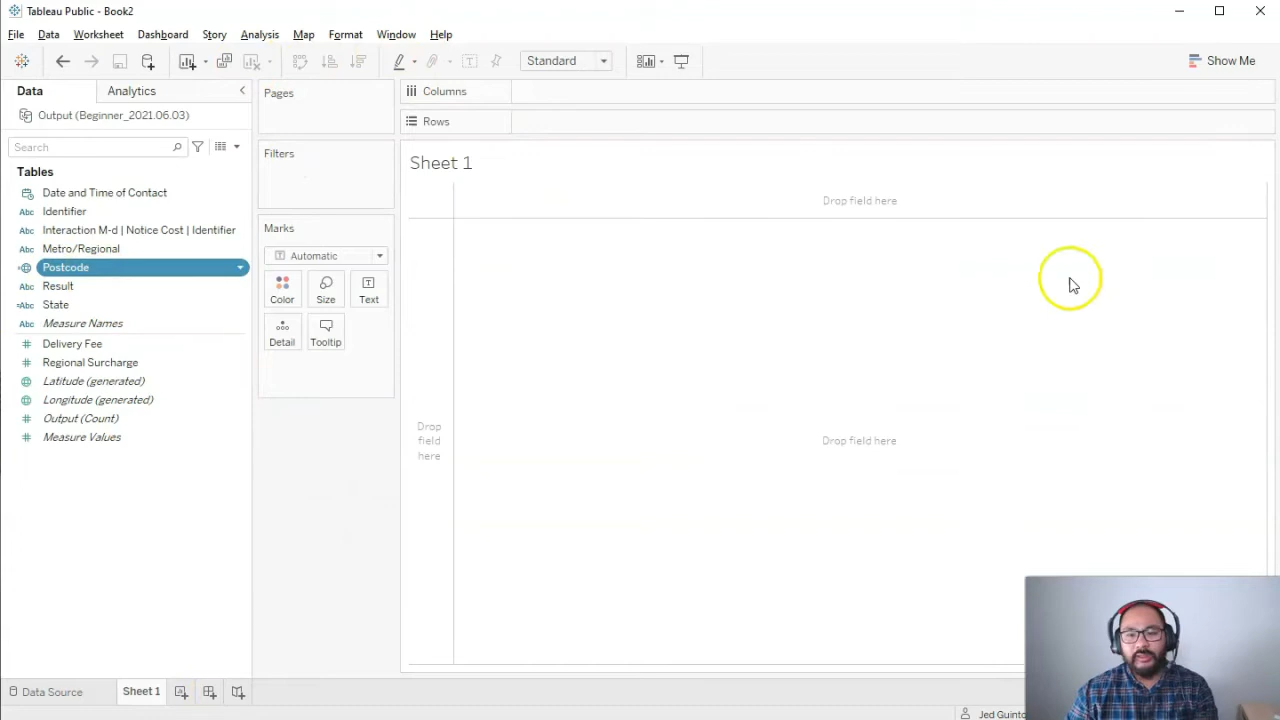 Tableau Public - Book2
File Data Worksheet Dashboard Story Analysis Map Format Window Help
Standard
Show Me
Data Analytics
Pages
Columns
Output (Beginner_2021.06.03)
Rows
Search
Filters
Sheet 1
Tables
Date and Time of Contact
Drop field here
Abc Identifier
Abc Interaction M-d | Notice Cost | Identifier
Marks
Abc Metro/Regional
Automatic
Postcode
Abc Result
Color Size Text
=Abc State
Abc Measure Names
Detail Tooltip
Delivery Fee
Regional Surcharge
Latitude (generated)
Longitude (generated)
Output (Count)
Measure Values
Drop
field
here
Drop field here
Data Source Sheet 1
Jed Guinto